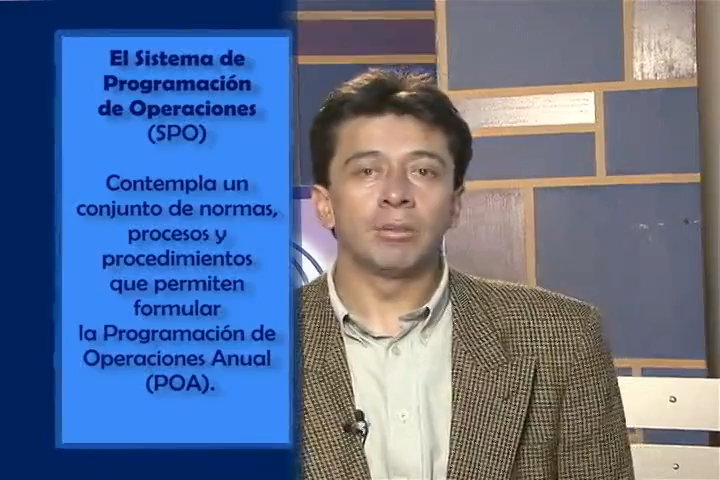 El Sistema de
Programación
de Operaciones
(SPO)
Contempla un
conjunto de normas,
procesos y
procedimientos
que permiten
formular
la Programación de
Operaciones Anual
(POA).